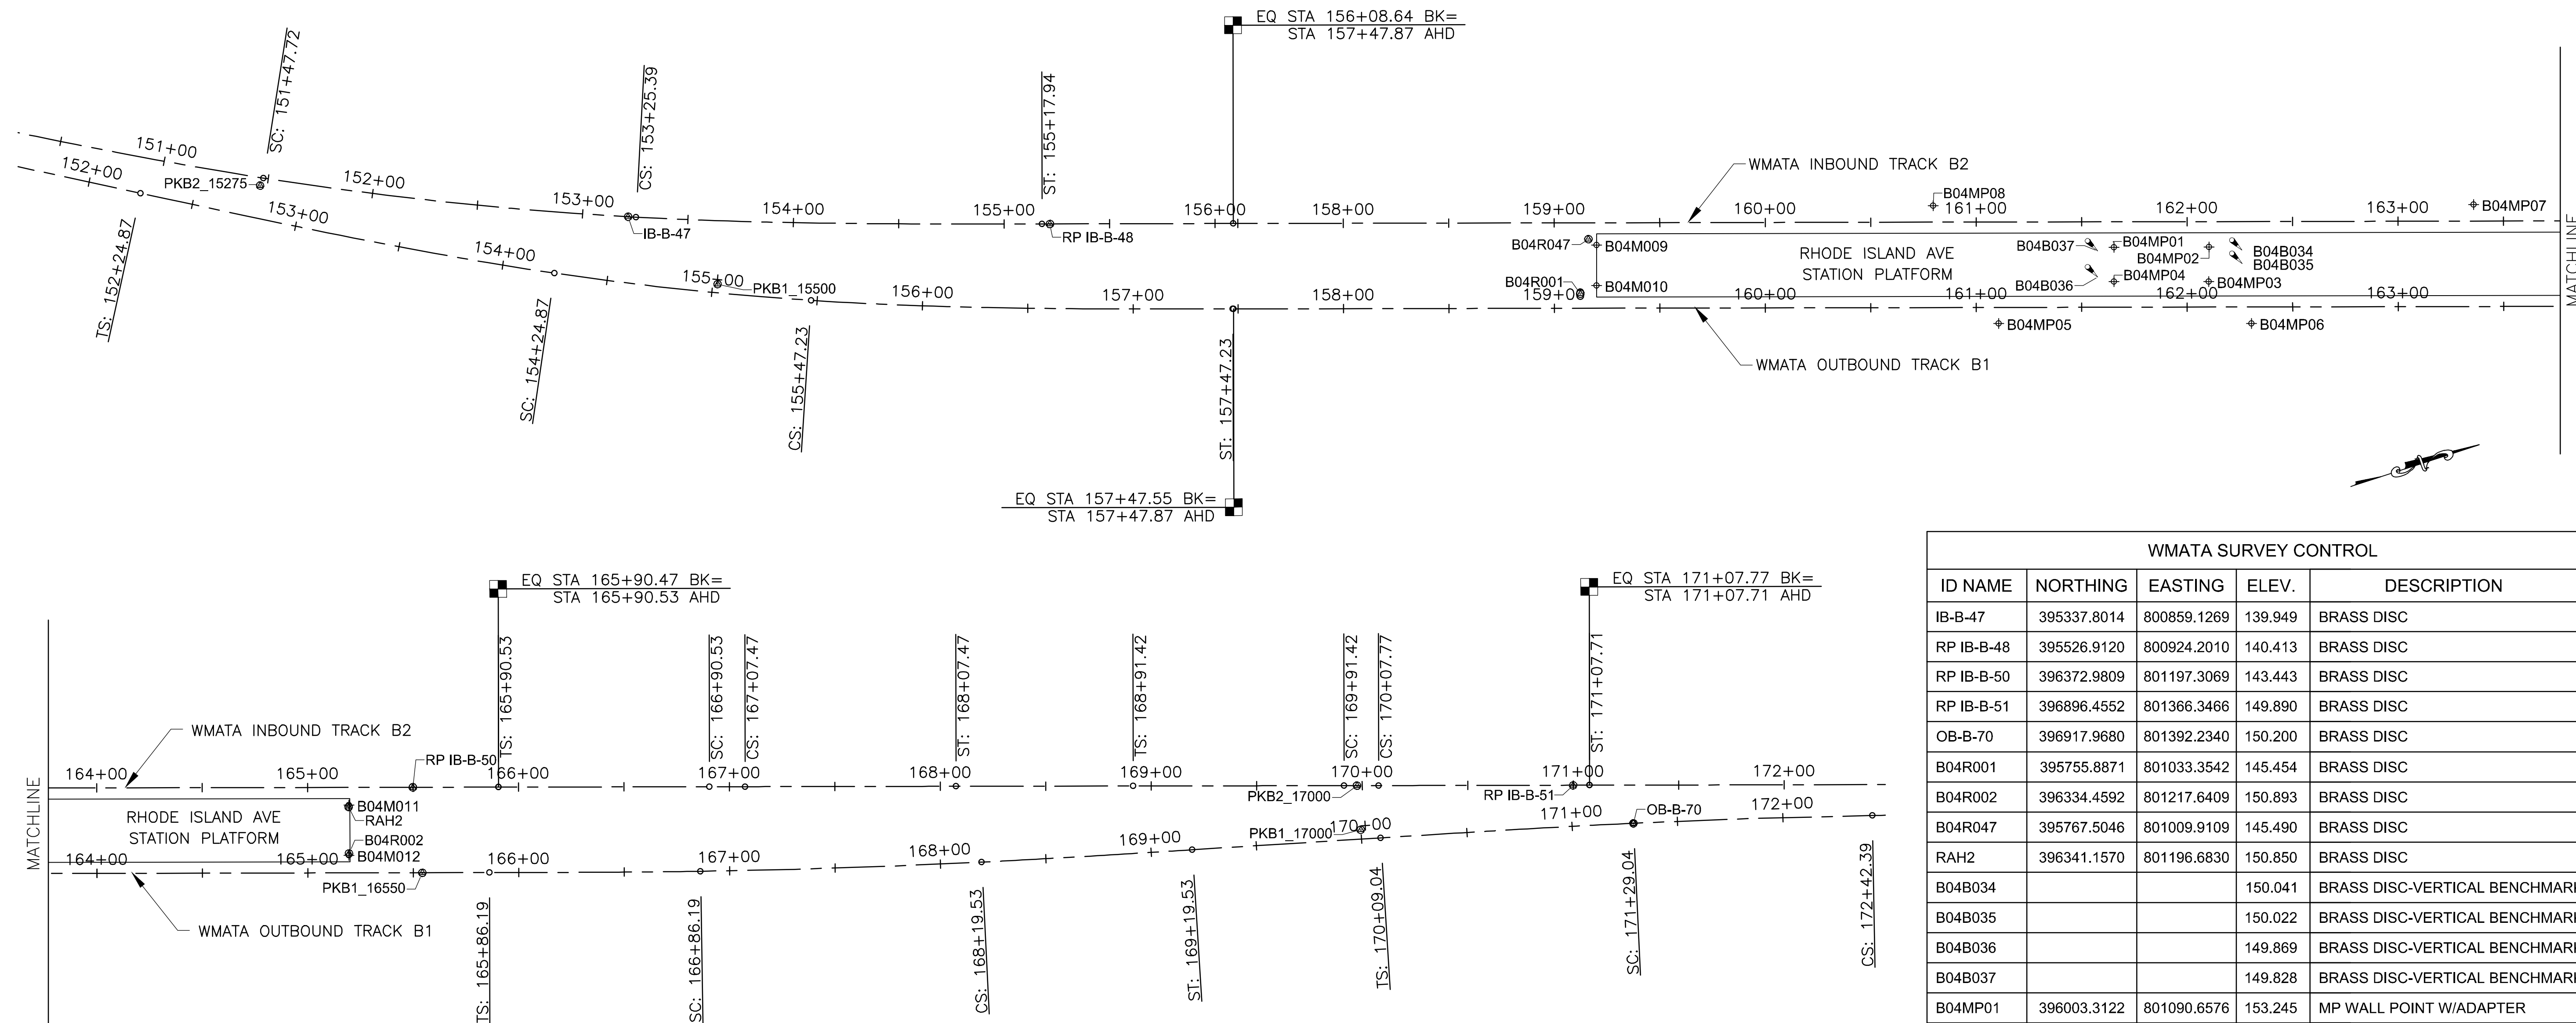 EQ STA 156+08.64 BK=
STA 157+47.87 AHD
SC: 151+47.72
CS: 153+25.39
ST: 155+17.94
151+00
152+00
153+00
154+00
155+00
156+00
158+00
159+00
160+00
161+00
162+00
163+00
PKB2_15275
IB-B-47
RP IB-B-48
WMATA INBOUND TRACK B2
B04MP08
B04MP07
MATCHLINE
B04R047
B04M009
RHODE ISLAND AVE
STATION PLATFORM
B04B037
B04MP01
B04MP02
B04B034
B04B035
B04R001
B04M010
B04B036
B04MP04
B04MP03
152+00
153+00
154+00
155+00
156+00
157+00
158+00
159+00
160+00
161+00
162+00
163+00
PKB1_15500
B04MP05
B04MP06
WMATA OUTBOUND TRACK B1
TS: 152+24.87
SC: 154+24.87
CS: 155+47.23
ST: 157+47.23
EQ STA 157+47.55 BK=
STA 157+47.87 AHD
EQ STA 165+90.47 BK=
STA 165+90.53 AHD
EQ STA 171+07.77 BK=
STA 171+07.71 AHD
TS: 165+90.53
SC: 166+90.53
CS: 167+07.47
ST: 168+07.47
TS: 168+91.42
SC: 169+91.42
CS: 170+07.77
ST: 171+07.71
MATCHLINE
WMATA INBOUND TRACK B2
RP IB-B-50
164+00
165+00
166+00
167+00
168+00
169+00
170+00
171+00
172+00
PKB2_17000
RP IB-B-51
RHODE ISLAND AVE
STATION PLATFORM
B04M011
RAH2
B04R002
B04M012
PKB1_17000
OB-B-70
164+00
165+00
166+00
167+00
168+00
169+00
170+00
171+00
172+00
PKB1_16550
WMATA OUTBOUND TRACK B1
TS: 165+86.19
SC: 166+86.19
CS: 168+19.53
ST: 169+19.53
TS: 170+09.04
SC: 171+29.04
CS: 172+42.39
WMATA SURVEY CONTROL
ID NAME NORTHING EASTING ELEV. DESCRIPTION
IB-B-47 395337.8014 800859.1269 139.949 BRASS DISC
RP IB-B-48 395526.9120 800924.2010 140.413 BRASS DISC
RP IB-B-50 396372.9809 801197.3069 143.443 BRASS DISC
RP IB-B-51 396896.4552 801366.3466 149.890 BRASS DISC
OB-B-70 396917.9680 801392.2340 150.200 BRASS DISC
B04R001 395755.8871 801033.3542 145.454 BRASS DISC
B04R002 396334.4592 801217.6409 150.893 BRASS DISC
B04R047 395767.5046 801009.9109 145.490 BRASS DISC
RAH2 396341.1570 801196.6830 150.850 BRASS DISC
B04B034 150.041 BRASS DISC-VERTICAL BENCHMARK
B04B035 150.022 BRASS DISC-VERTICAL BENCHMARK
B04B036 149.869 BRASS DISC-VERTICAL BENCHMARK
B04B037 149.828 BRASS DISC-VERTICAL BENCHMARK
B04MP01 396003.3122 801090.6576 153.245 MP WALL POINT W/ADAPTER